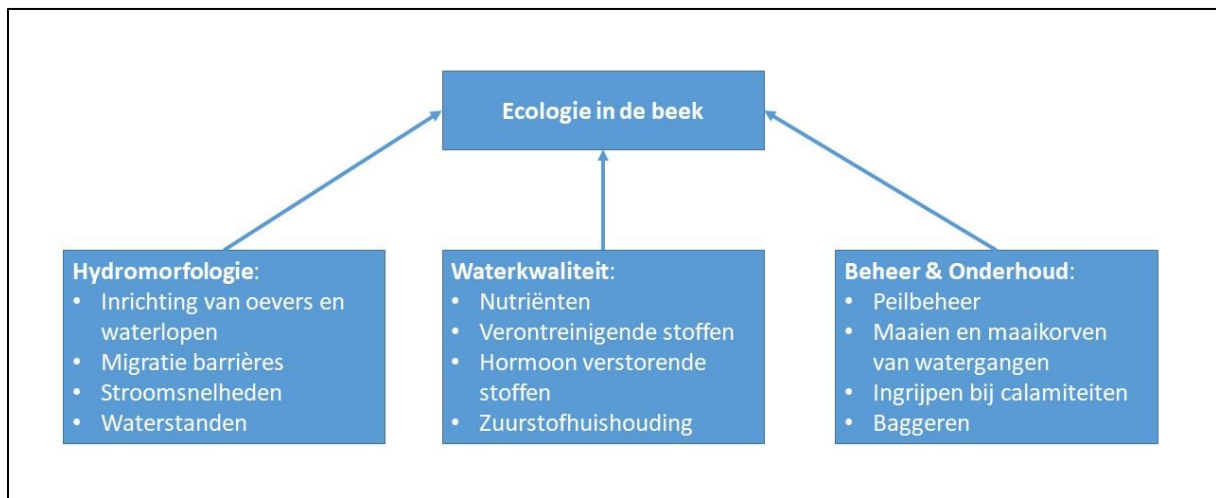 Ecologie in de beek
Hydromorfologie:
• Inrichting van oevers en
waterlopen
• Migratie barrières
• Stroomsnelheden
• Waterstanden
Waterkwaliteit:
• Nutriënten
• Verontreinigende stoffen
• Hormoon verstorende
stoffen
• Zuurstofhuishouding
Beheer & Onderhoud:
• Peilbeheer
• Maaien en maaikorven
van watergangen
• Ingrijpen bij calamiteiten
• Baggeren